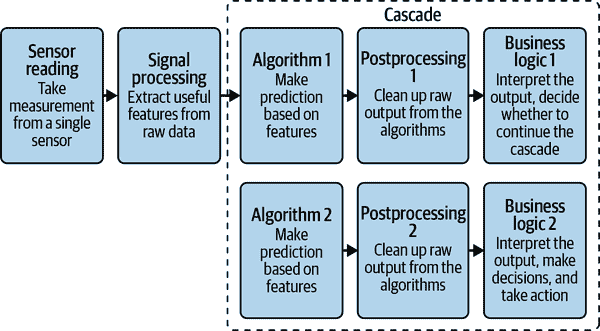 Cascade
Sensor
reading
Take
measurement
from a single
sensor
Signal
processing
Extract useful
features from
raw data
Algorithm 1
Make
prediction
based on
features
Postprocessing
1
Clean up raw
output from the
algorithms
Business
logic 1
Interpret the
output, decide
whether to
continue the
cascade
Algorithm 2
Make
prediction
based on
features
Postprocessing
2
Clean up raw
output from the
algorithms
Business
logic 2
Interpret the
output, make
decisions, and
take action